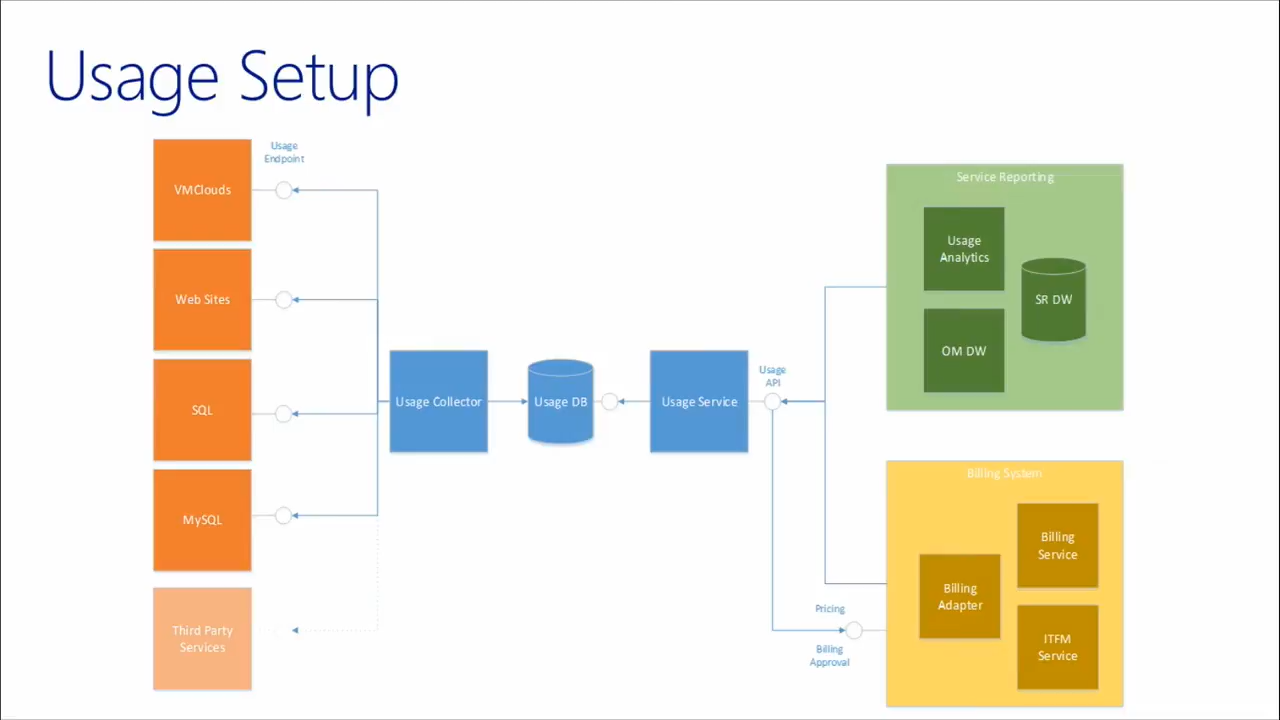 Usage Setup
Usage
Endpoint
VMClouds
Web Sites
SQL
MySQL
Third Party
Services
Usage Collector
Usage DB
Usage Service
Usage
API
Service Reporting
Usage
Analytics
SR DW
OM DW
Billing System
Billing
Service
Billing
Adapter
ITFM
Service
Pricing
Billing
Approval